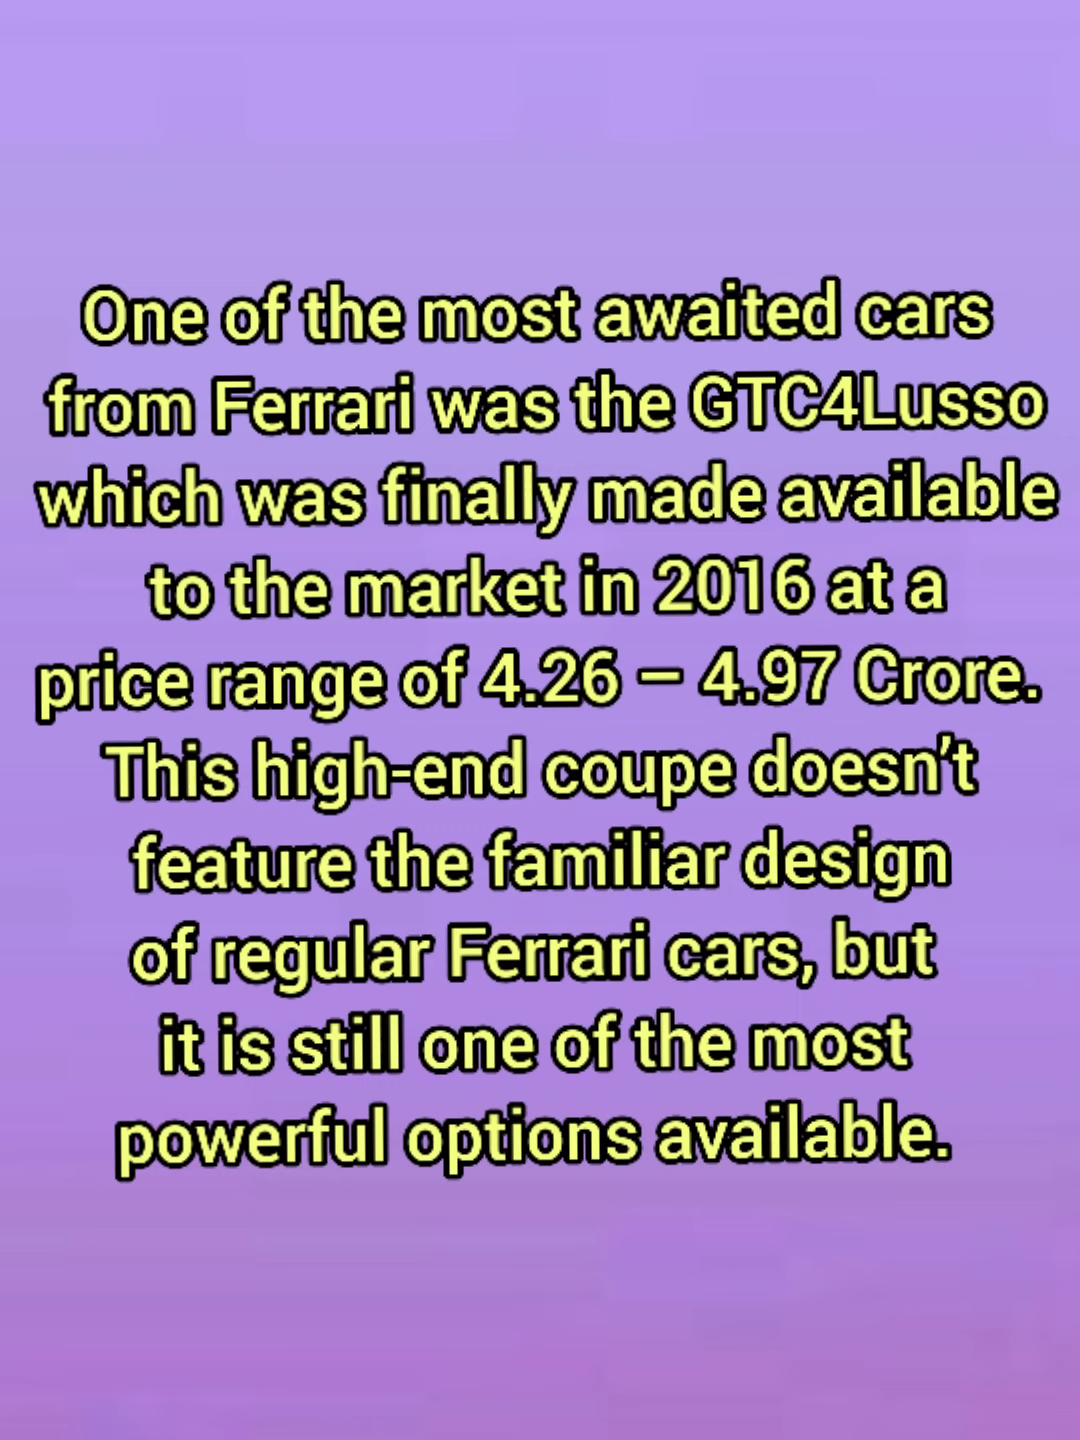 One of the most awaited cars
from Ferrari was the GTC4Lusso
which was finally made available
to the market in 2016 at a
price range of 4.26 – 4.97 Crore.
This high-end coupe doesn’t
feature the familiar design
of regular Ferrari cars, but
it is still one of the most
powerful options available.